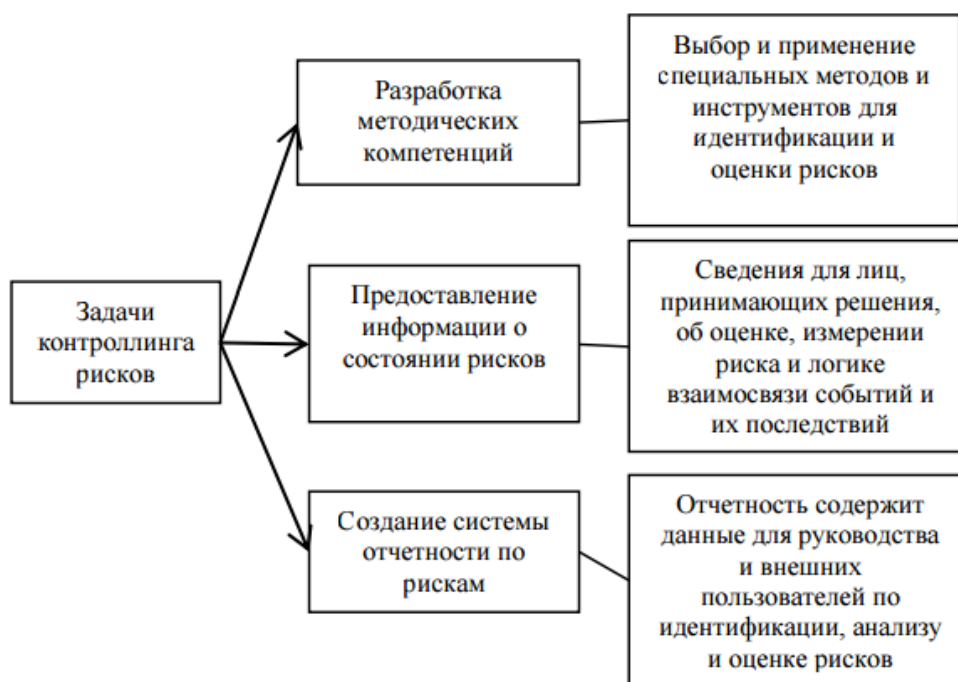 Задачи
контроллинга
рисков
Разработка
методических
компетенций
Выбор и применение
специальных методов и
инструментов для
идентификации и
оценки рисков
Предоставление
информации о
состоянии рисков
Сведения для лиц,
принимающих решения,
об оценке, измерении
риска и логике
взаимосвязи событий и
их последствий
Создание системы
отчетности по
рискам
Отчетность содержит
данные для руководства
и внешних
пользователей по
идентификации, анализу
и оценке рисков